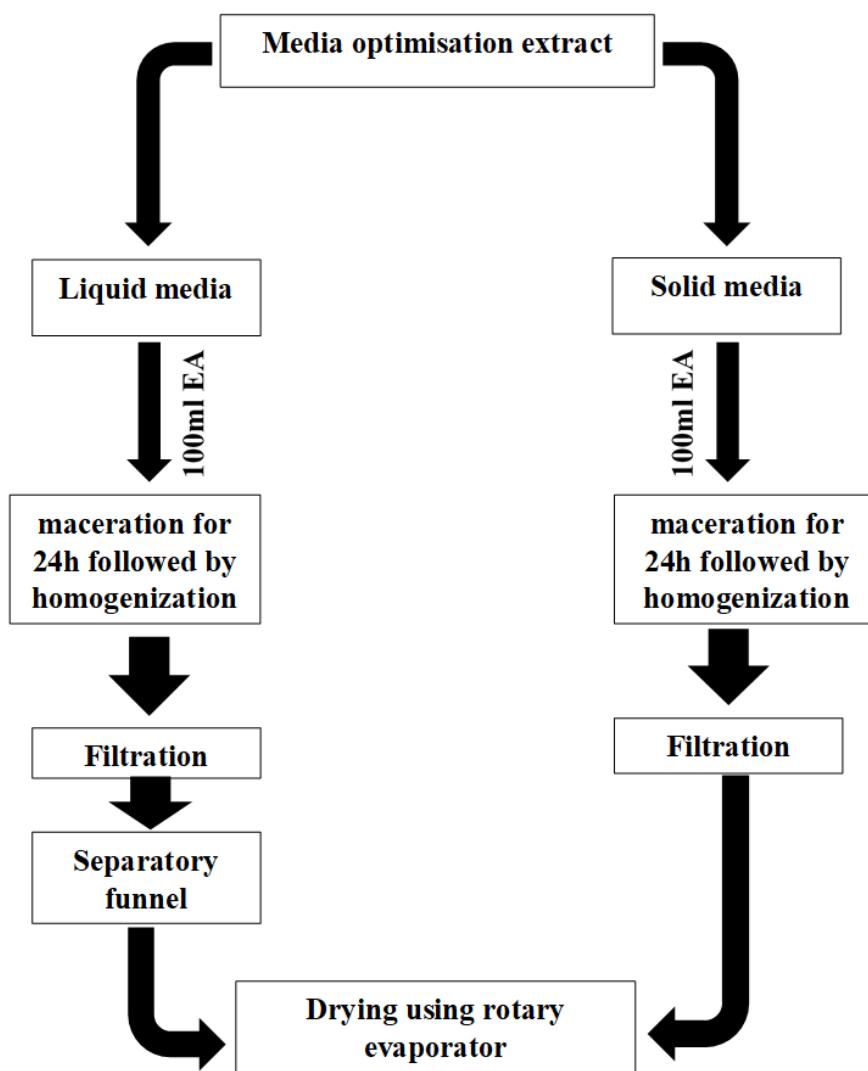 Media optimisation extract
Liquid media
Solid media
100ml EA
100ml EA
maceration for
24h followed by
homogenization
maceration for
24h followed by
homogenization
Filtration
Filtration
Separatory
funnel
Drying using rotary
evaporator